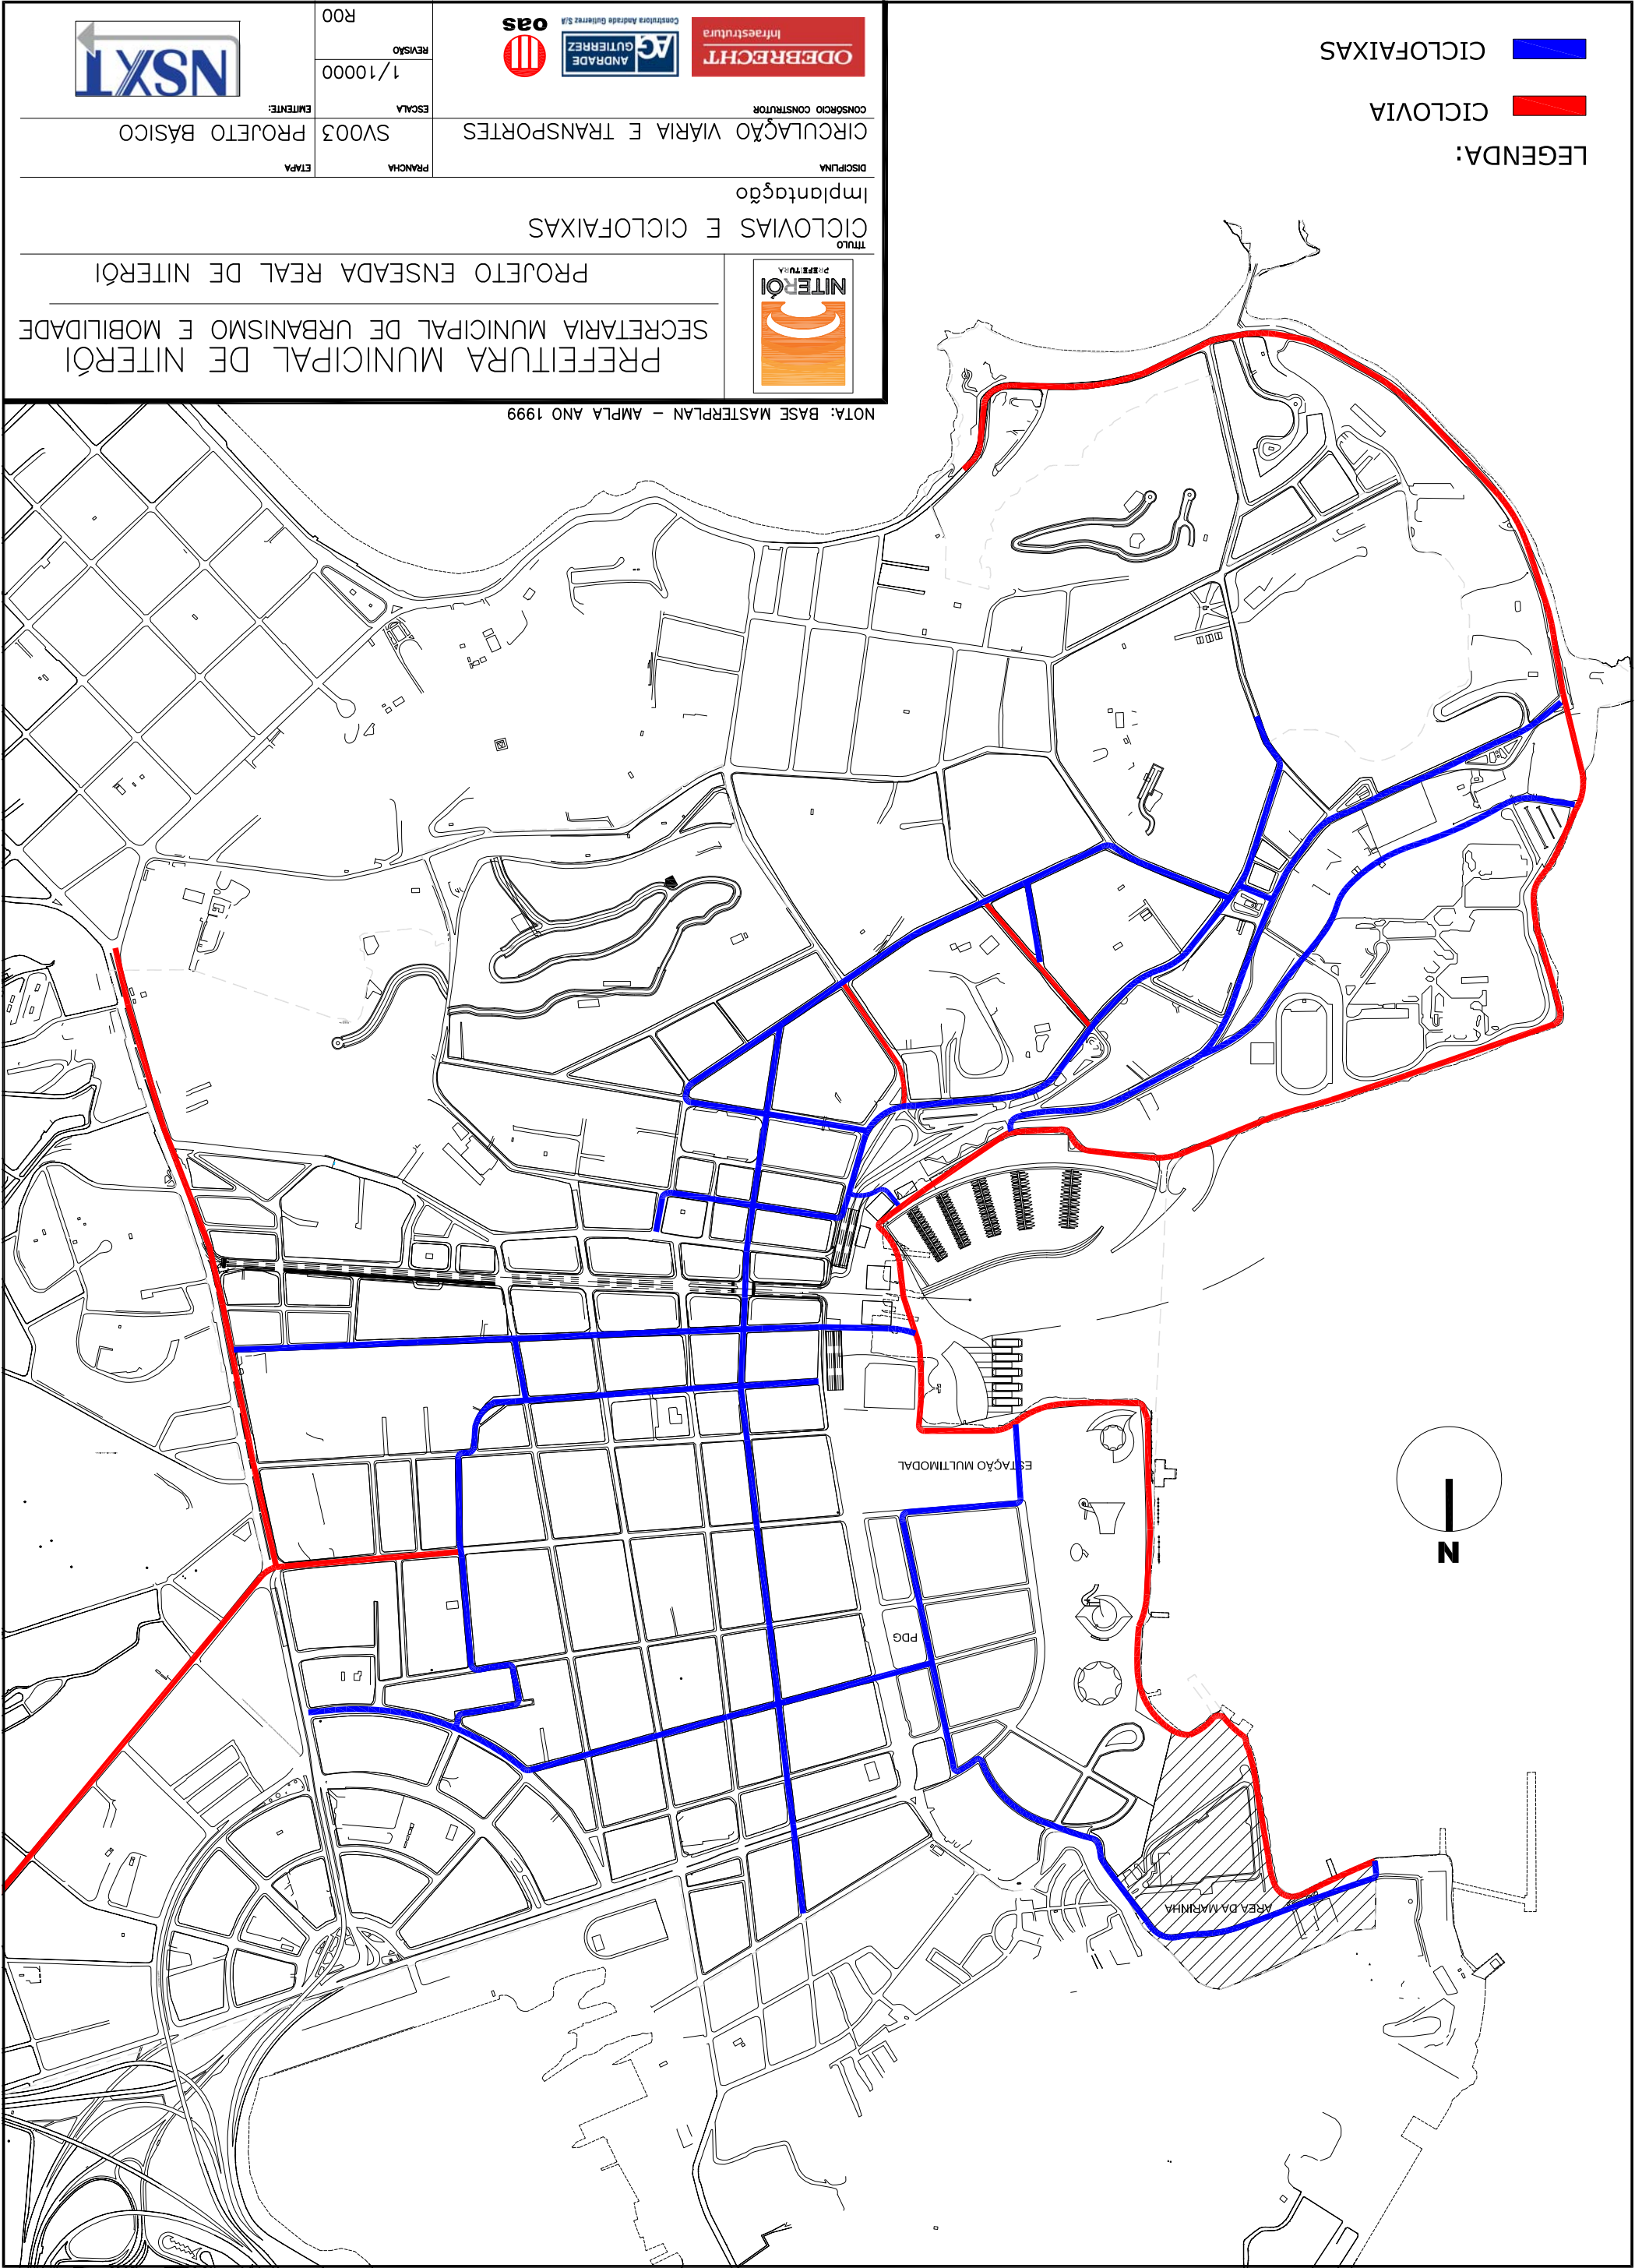 ÁREA DA MARINHA
PDG
N
ESTAÇÃO MULTIMODAL
NOTA: BASE MASTERPLAN - AMPLA ANO 1999
PREFEITURA MUNICIPAL DE NITERÓI
SECRETARIA MUNICIPAL DE URBANISMO E MOBILIDADE
PROJETO ENSEADA REAL DE NITERÓI
NITERÓI
PREFEITURA
TÍTULO
CICLOVIAS E CICLOFAIXAS
Implantação
DISCIPLINA
CIRCULAÇÃO VIÁRIA E TRANSPORTES
PRANCHA
SV003
ETAPA
PROJETO BÁSICO
CONSÓRCIO CONSTRUTOR
ODEBRECHT
Infraestrutura
AG
ANDRADE
GUTIERREZ
Construtora Andrade Gutierrez S/A
oas
ESCALA
1/10000
REVISÃO
R00
EMITENTE:
NSXT
LEGENDA:
CICLOVIA
CICLOFAIXAS